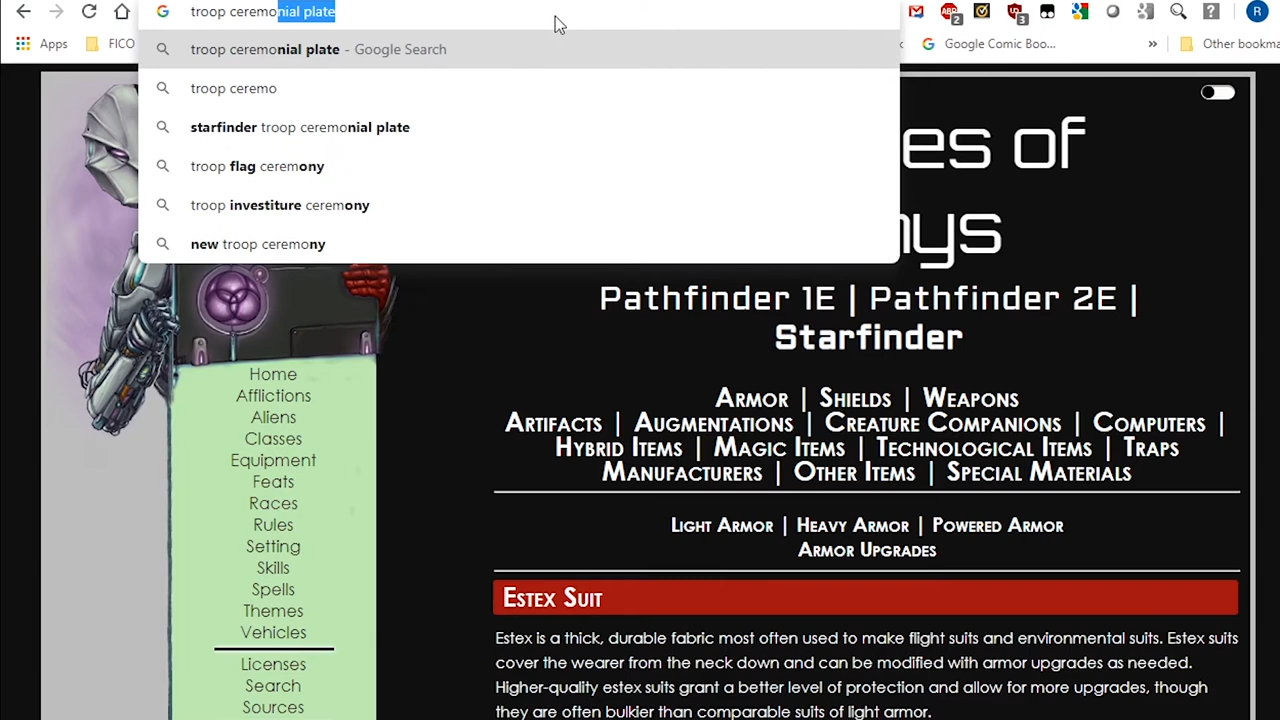 troop ceremonial plate
2
3
R
Apps
FICO
Google Comic Boo...
»
Other bookma
troop ceremonial plate - Google Search
troop ceremo
starfinder troop ceremonial plate
troop flag ceremony
troop investiture ceremony
new troop ceremony
es of
nys
Pathfinder 1E | Pathfinder 2E |
Starfinder
Armor | Shields | Weapons
Artifacts | Augmentations | Creature Companions | Computers |
Hybrid Items | Magic Items | Technological Items | Traps
Manufacturers | Other Items | Special Materials
Light Armor | Heavy Armor | Powered Armor
Armor Upgrades
Estex Suit
Estex is a thick, durable fabric most often used to make flight suits and environmental suits. Estex suits
cover the wearer from the neck down and can be modified with armor upgrades as needed.
Higher-quality estex suits grant a better level of protection and allow for more upgrades, though
they are often bulkier than comparable suits of light armor.
Home
Afflictions
Aliens
Classes
Equipment
Feats
Races
Rules
Setting
Skills
Spells
Themes
Vehicles
Licenses
Search
Sources